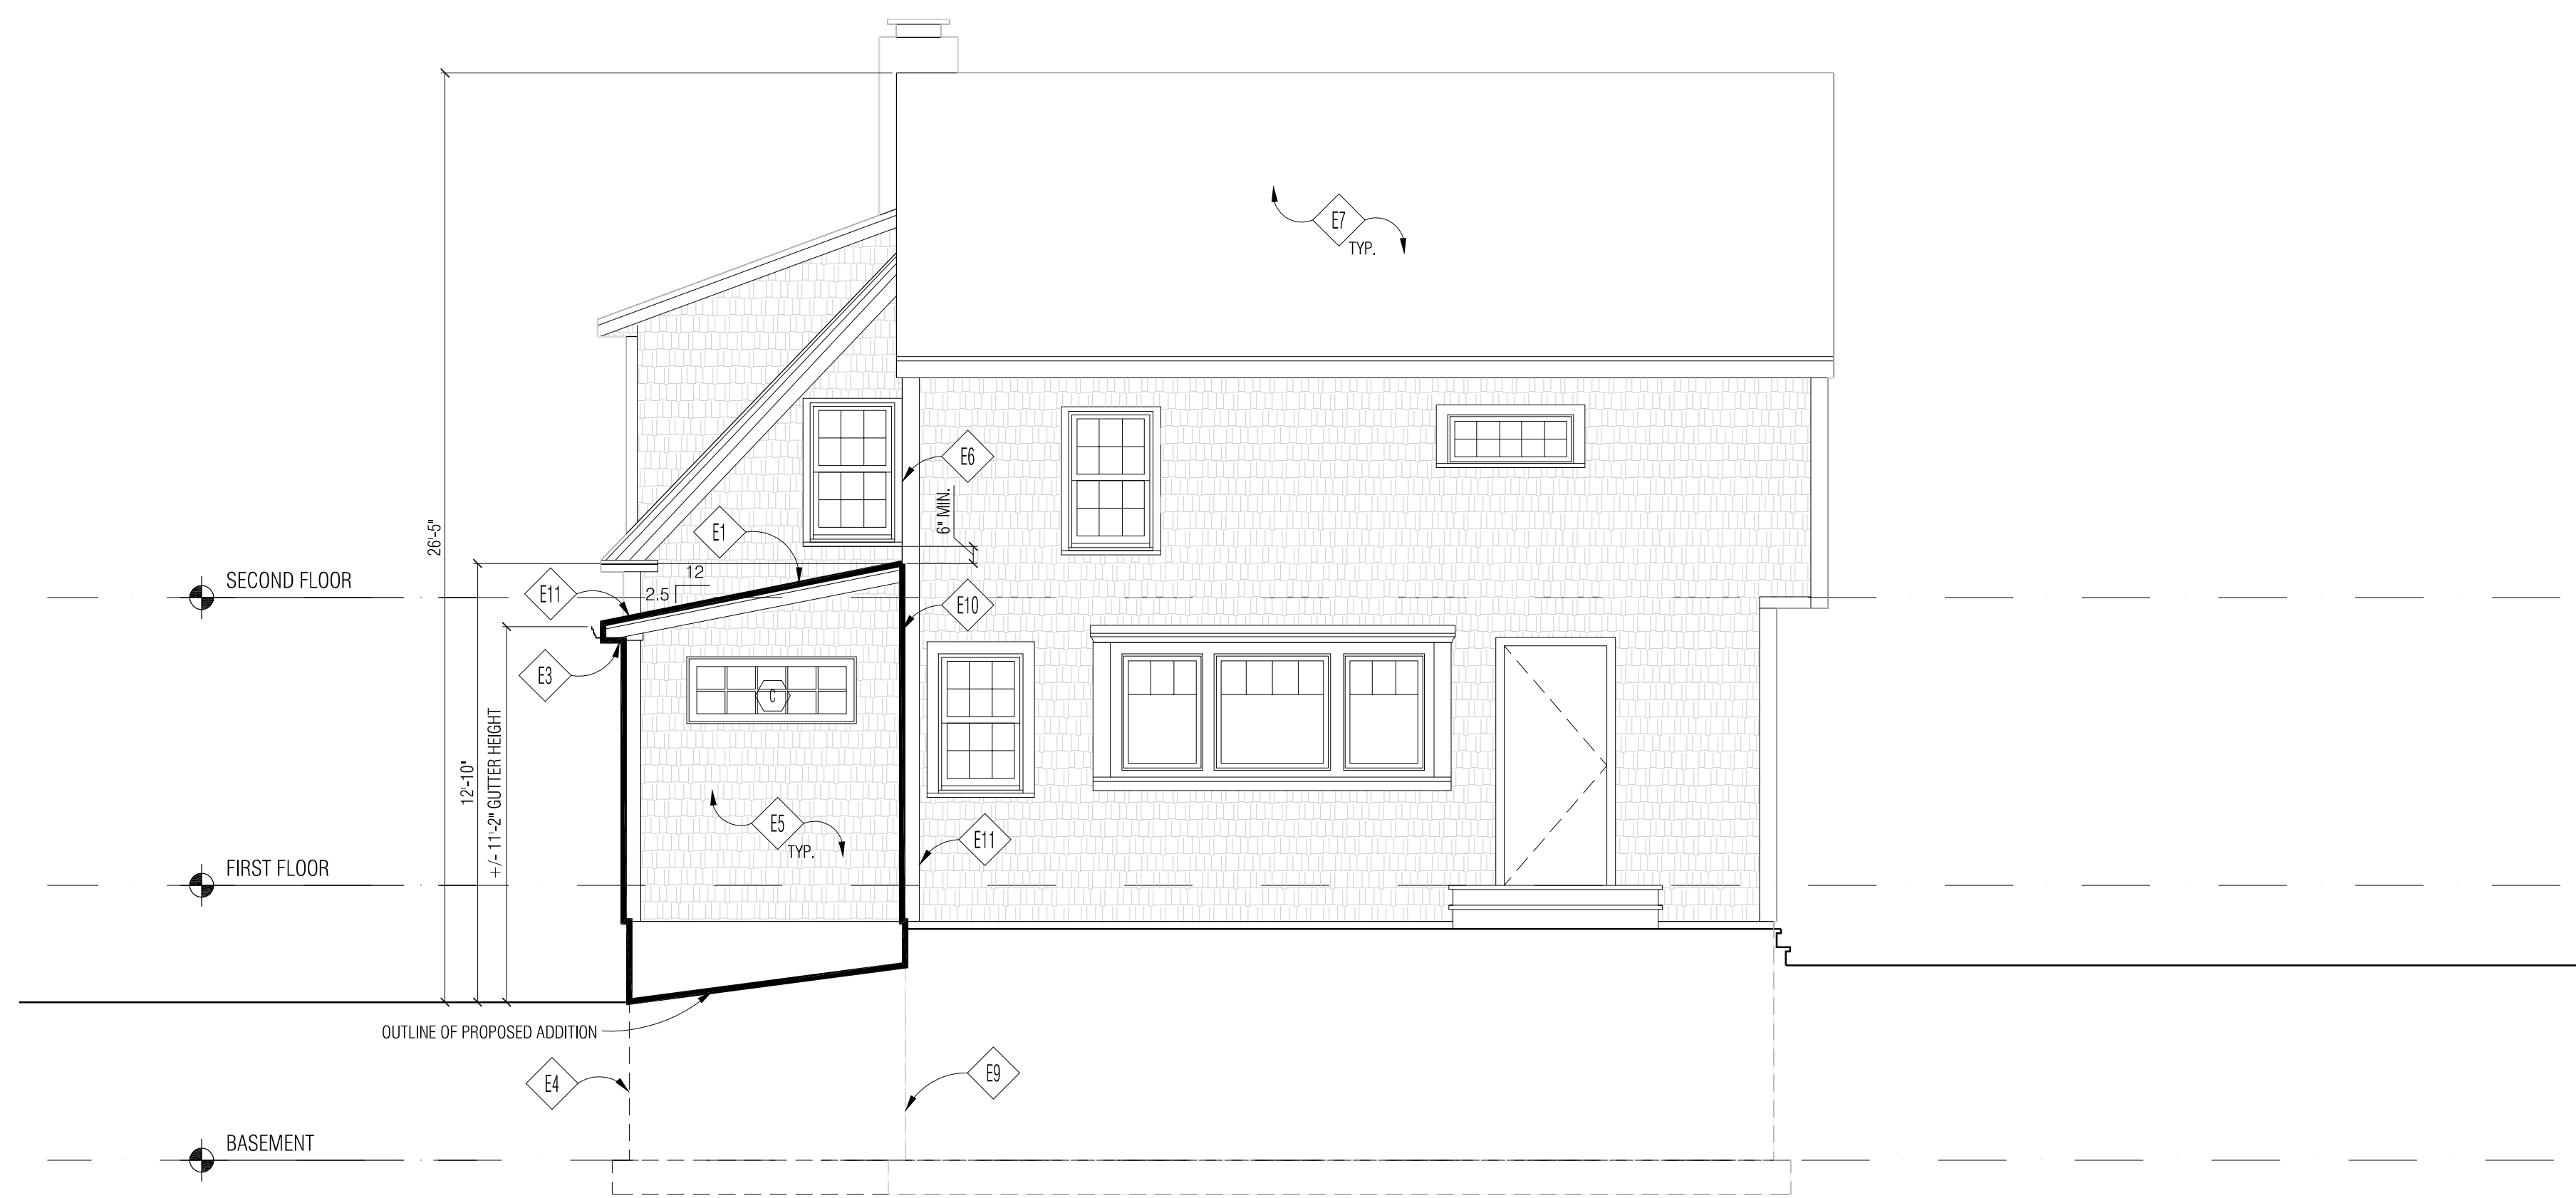 E7
TYP.
E6
6" MIN.
E1
26'-5"
SECOND FLOOR
E11
12
2.5
E10
E3
C
12'-10"
+/- 11'-2" GUTTER HEIGHT
E5
TYP.
E11
FIRST FLOOR
OUTLINE OF PROPOSED ADDITION
E4
E9
BASEMENT